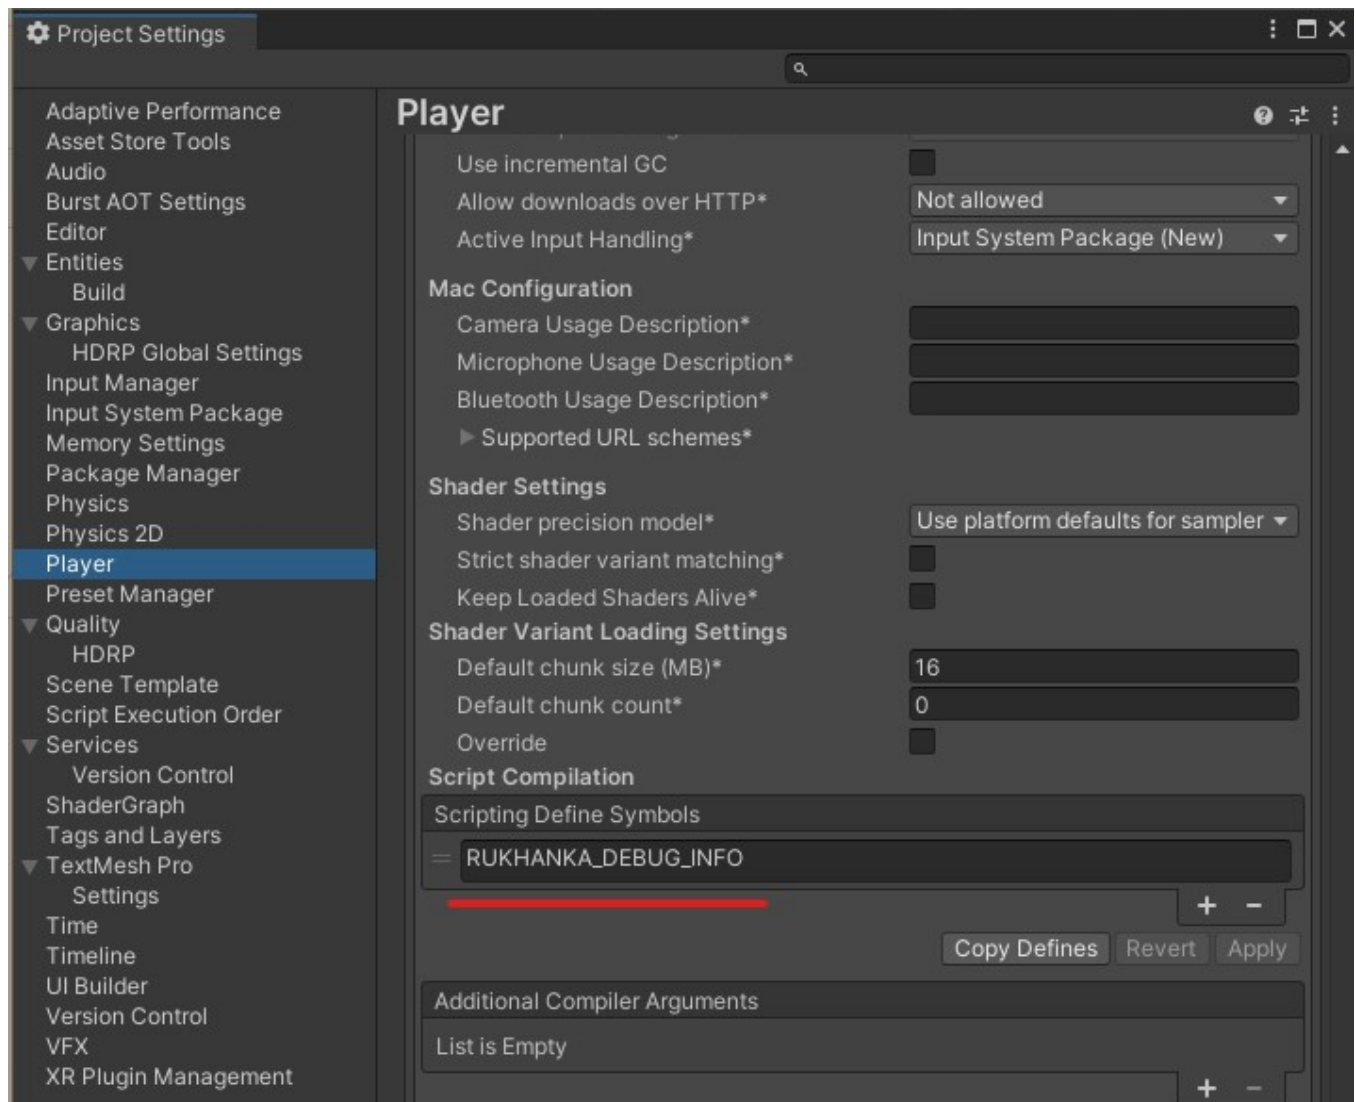 Project Settings
Adaptive Performance
Asset Store Tools
Audio
Burst AOT Settings
Editor
Entities
Build
Graphics
HDRP Global Settings
Input Manager
Input System Package
Memory Settings
Package Manager
Physics
Physics 2D
Player
Preset Manager
Quality
HDRP
Scene Template
Script Execution Order
Services
Version Control
ShaderGraph
Tags and Layers
TextMesh Pro
Settings
Time
Timeline
UI Builder
Version Control
VFX
XR Plugin Management
Player
Use incremental GC
Allow downloads over HTTP* Not allowed
Active Input Handling* Input System Package (New)
Mac Configuration
Camera Usage Description*
Microphone Usage Description*
Bluetooth Usage Description*
Supported URL schemes*
Shader Settings
Shader precision model* Use platform defaults for sampler
Strict shader variant matching*
Keep Loaded Shaders Alive*
Shader Variant Loading Settings
Default chunk size (MB)* 16
Default chunk count* 0
Override
Script Compilation
Scripting Define Symbols
RUKHANKA_DEBUG_INFO
Copy Defines Revert Apply
Additional Compiler Arguments
List is Empty